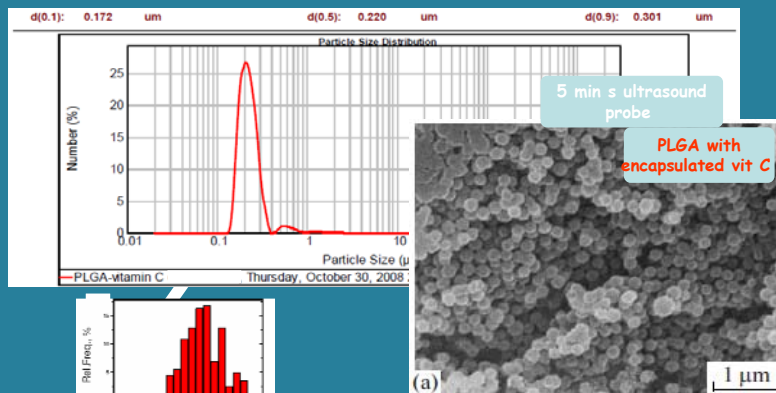 d(0.1): 0.172 um d(0.5): 0.220 um d(0.9): 0.301 um
Particle Size Distribution
25
20
15
10
5
0
Number (%)
0.01 0.1 1 10
Particle Size (µ
PLGA-vitamin C Thursday, October 30, 2008
5 min s ultrasound
probe
PLGA with
encapsulated vit C
(a)
1 µm
Rel.Freq., %